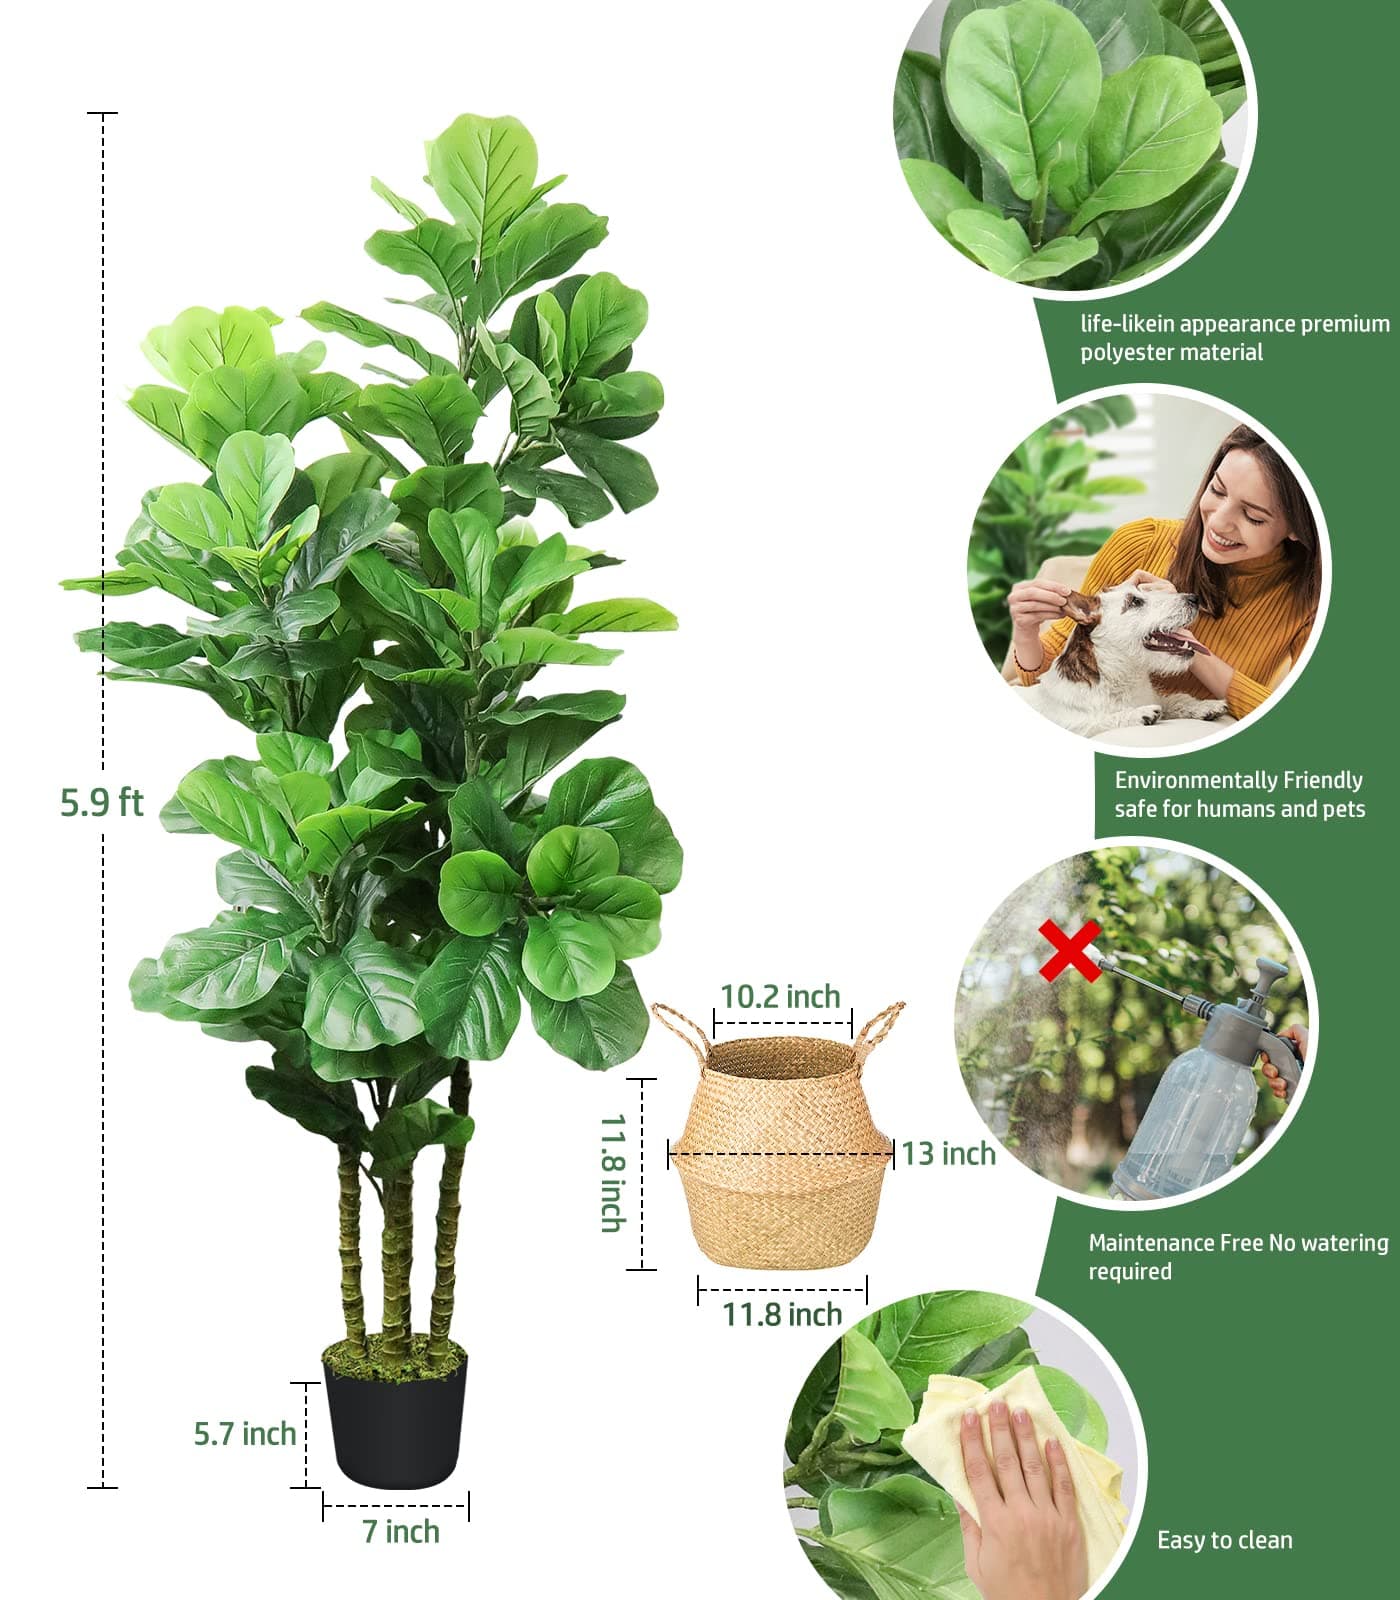 life-likein appearance premium
polyester material
Environmentally Friendly
safe for humans and pets
5.9 ft
10.2 inch
11.8 inch
13 inch
11.8 inch
Maintenance Free No watering
required
5.7 inch
7 inch
Easy to clean